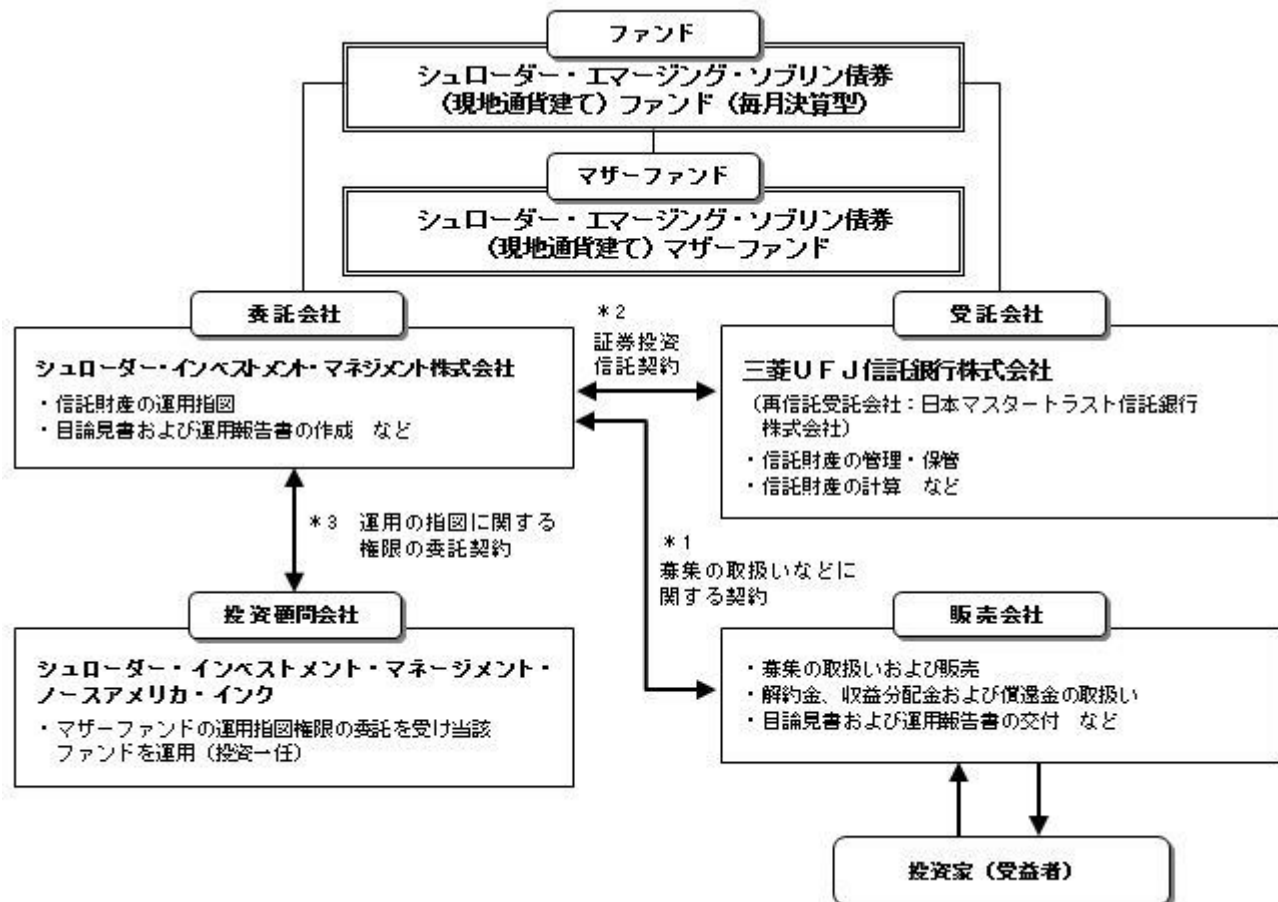 ファンド
シュローダー・エマージング・ソブリン債券
(現地通貨建て) ファンド (毎月決算型)
マザーファンド
シュローダー・エマージング・ソブリン債券
(現地通貨建て) マザーファンド
委託会社
シュローダー・インベストメント・マネジメント株式会社
・信託財産の運用指図
・目論見書および運用報告書の作成 など
*2
証券投資
信託契約
受託会社
三菱UFJ信託銀行株式会社
(再信託受託会社:日本マスタートラスト信託銀行
株式会社)
・信託財産の管理・保管
・信託財産の計算 など
*3 運用の指図に関する
権限の委託契約
*1
募集の取扱いなどに
関する契約
投資顧問会社
シュローダー・インベストメント・マネージメント・
ノースアメリカ・インク
・マザーファンドの運用指図権限の委託を受け当該
ファンドを運用 (投資一任)
販売会社
・募集の取扱いおよび販売
・解約金、収益分配金および償還金の取扱い
・目論見書および運用報告書の交付 など
投資家 (受益者)